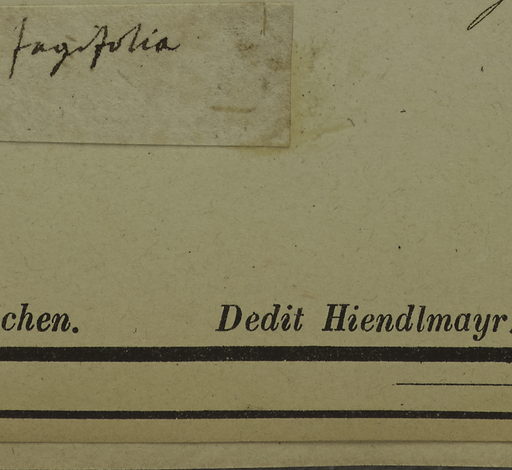 fagifolia
chen. Dedit Hiendlmayr.